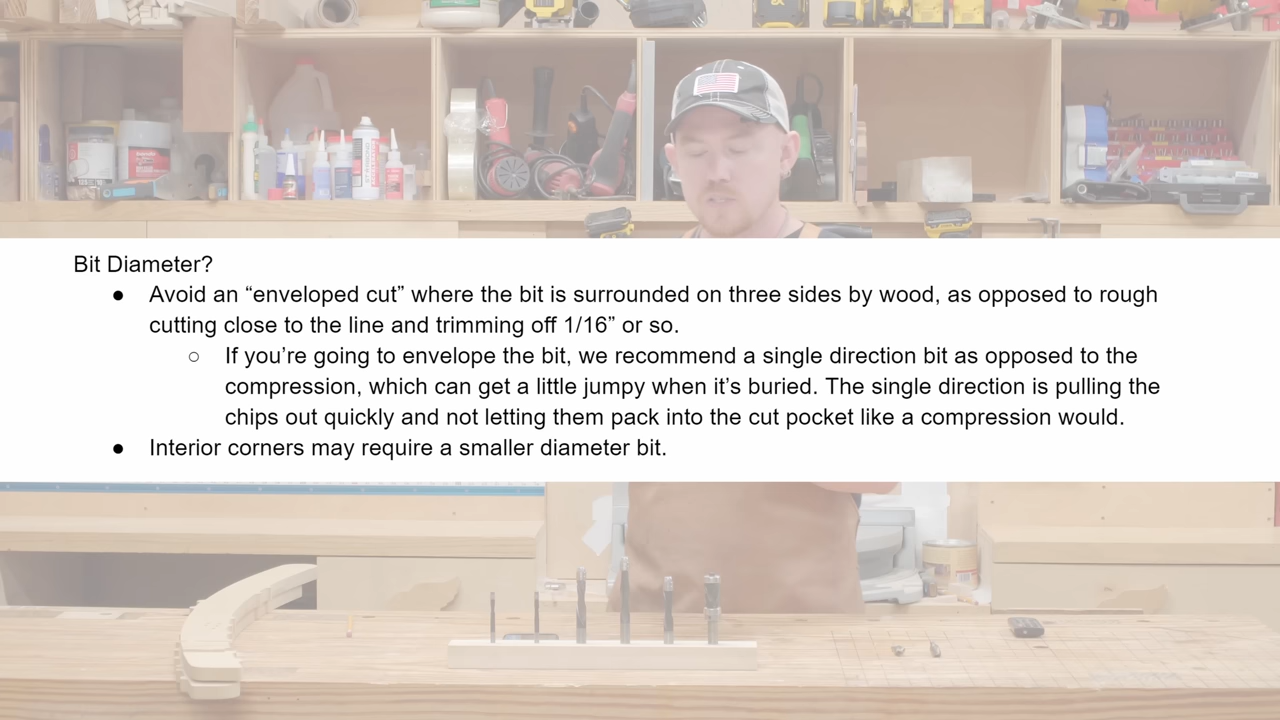 Bit Diameter?
● Avoid an “enveloped cut” where the bit is surrounded on three sides by wood, as opposed to rough
cutting close to the line and trimming off 1/16” or so.
○ If you’re going to envelope the bit, we recommend a single direction bit as opposed to the
compression, which can get a little jumpy when it’s buried. The single direction is pulling the
chips out quickly and not letting them pack into the cut pocket like a compression would.
● Interior corners may require a smaller diameter bit.